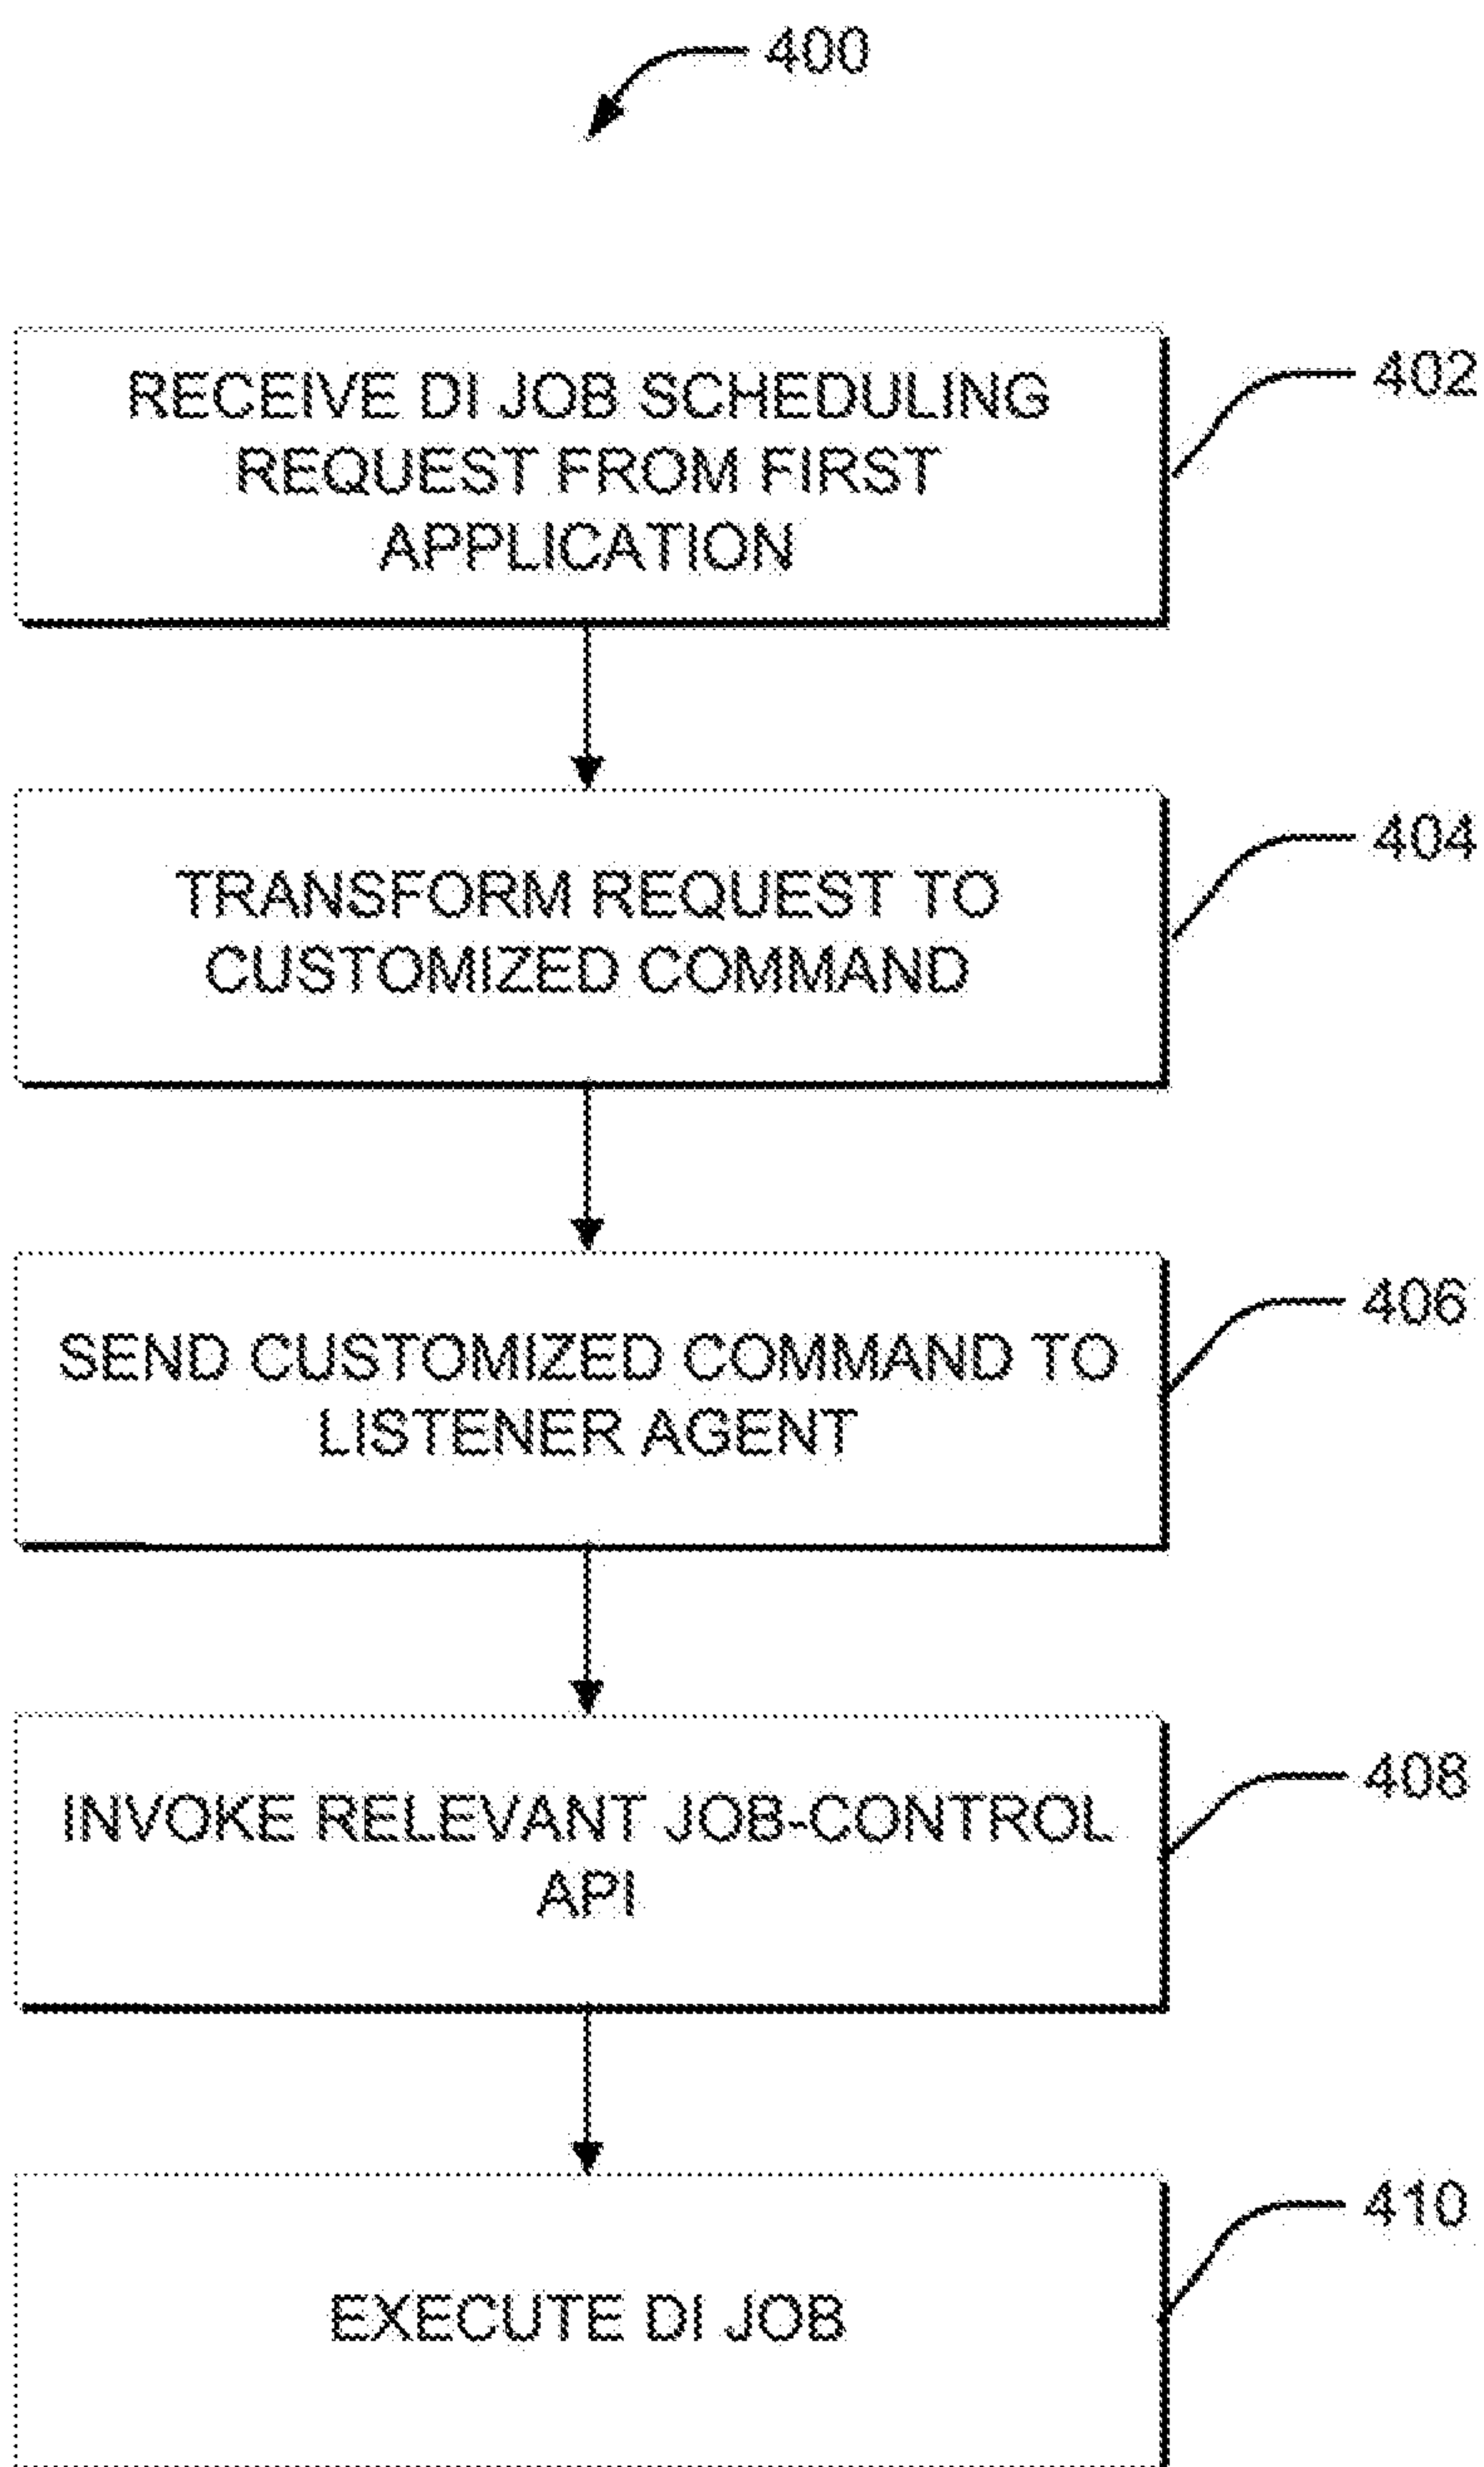 400
RECEIVE DI JOB SCHEDULING
REQUEST FROM FIRST
APPLICATION
402
TRANSFORM REQUEST TO
CUSTOMIZED COMMAND
404
SEND CUSTOMIZED COMMAND TO
LISTENER AGENT
406
INVOKE RELEVANT JOB-CONTROL
API
408
EXECUTE DI JOB
410